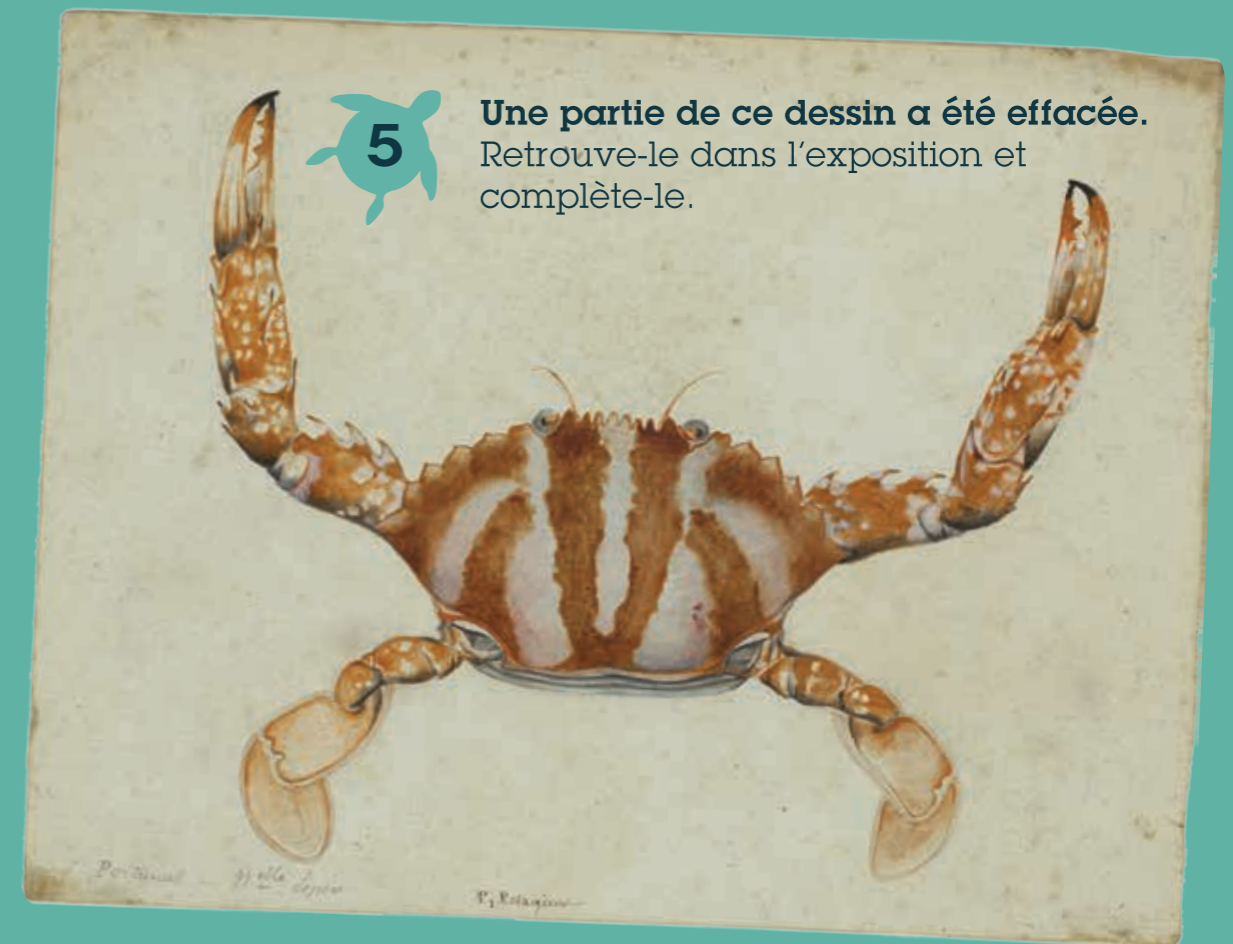 5
Une partie de ce dessin a été effacée.
Retrouve-le dans l'exposition et
complète-le.